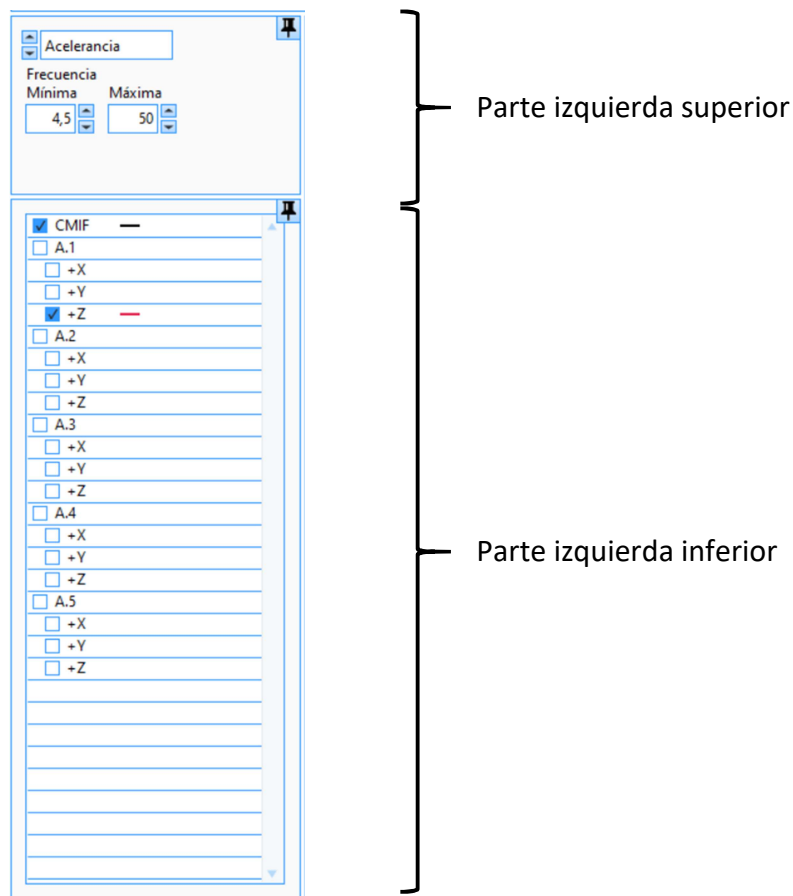 Acelerancia
Frecuencia
Mínima Máxima
4,5 50
Parte izquierda superior
CMIF
A.1
+X
+Y
+Z
A.2
+X
+Y
+Z
A.3
+X
+Y
+Z
A.4
+X
+Y
+Z
A.5
+X
+Y
+Z
Parte izquierda inferior